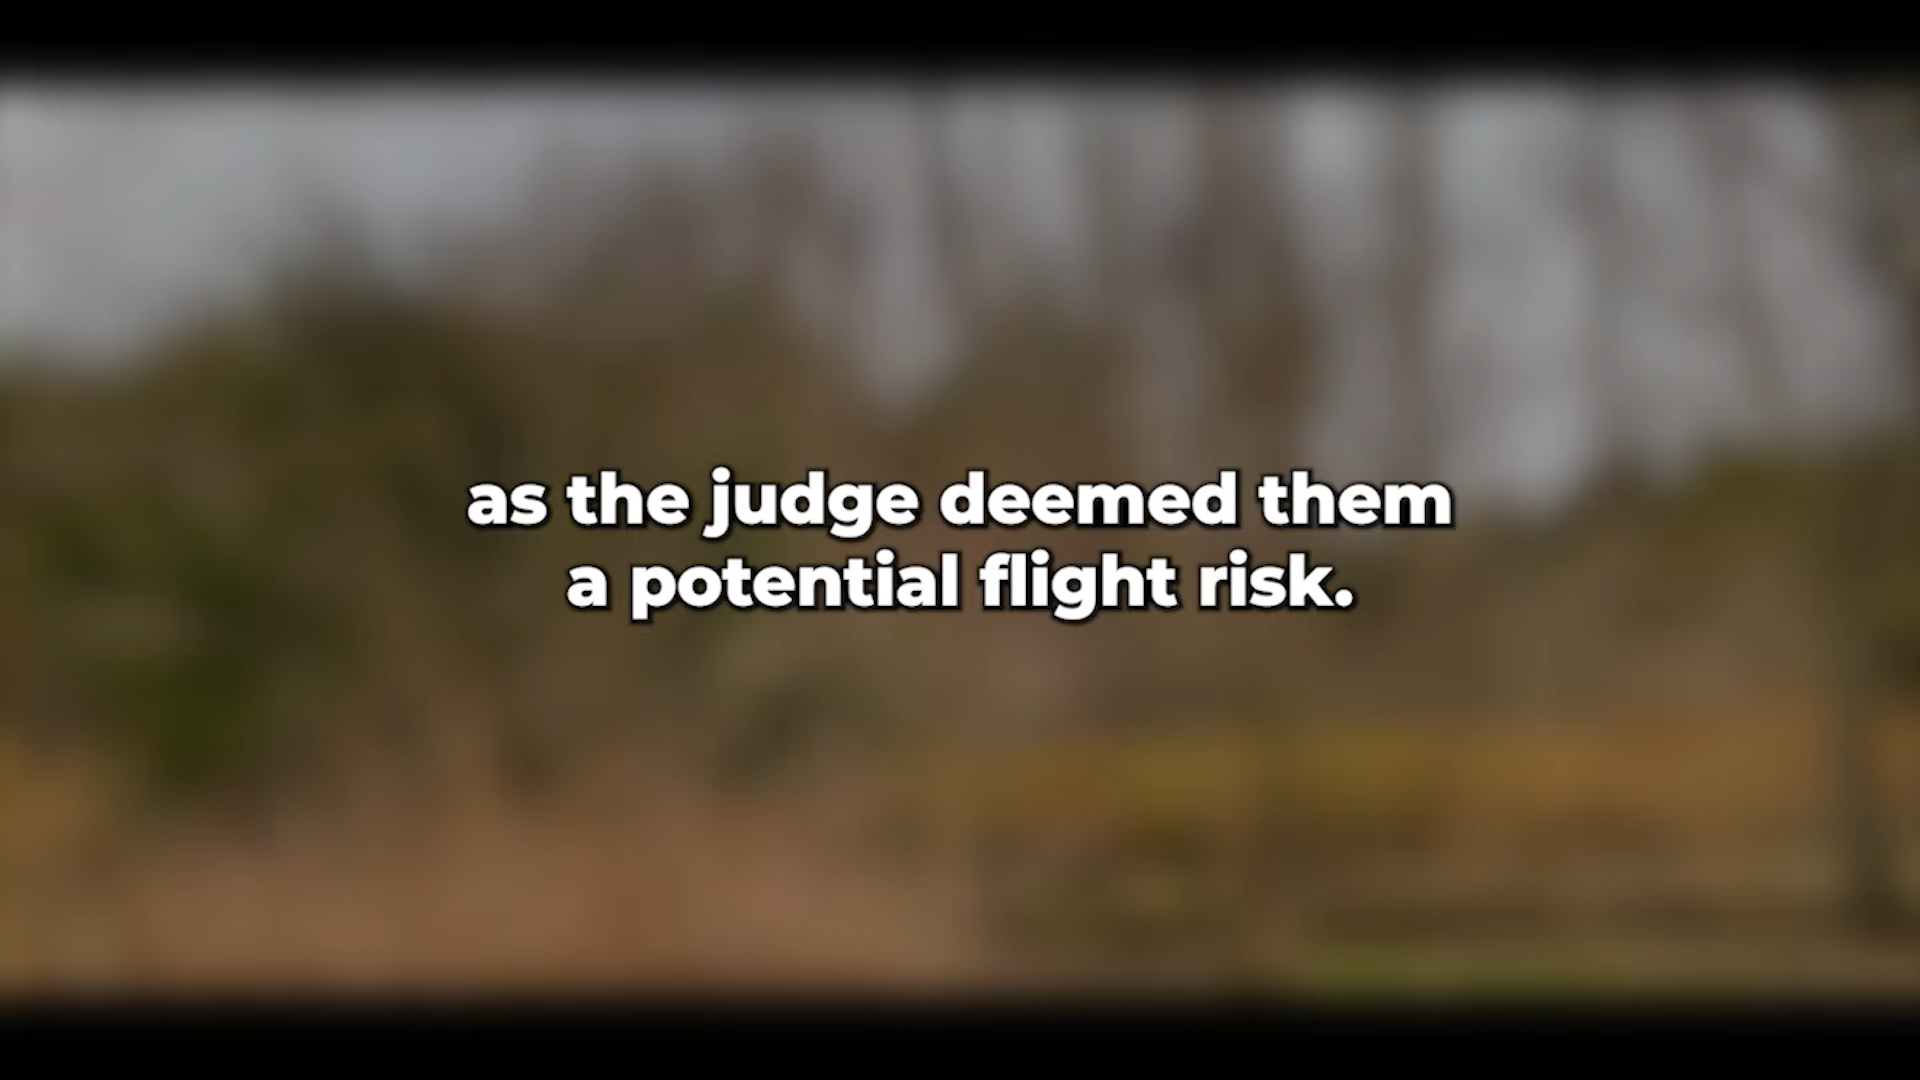 as the judge deemed them
a potential flight risk.